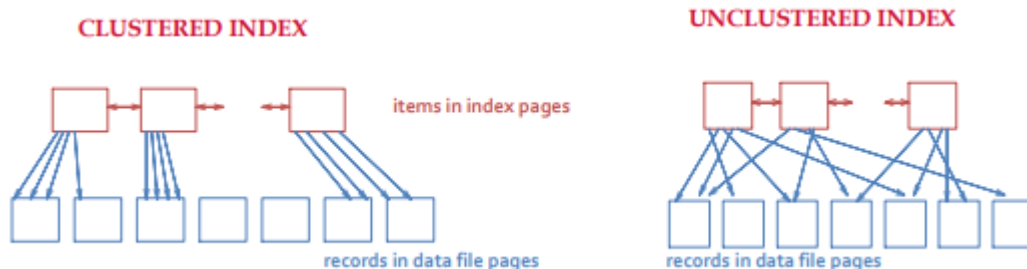 CLUSTERED INDEX
UNCLUSTERED INDEX
items in index pages
records in data file pages
records in data file pages